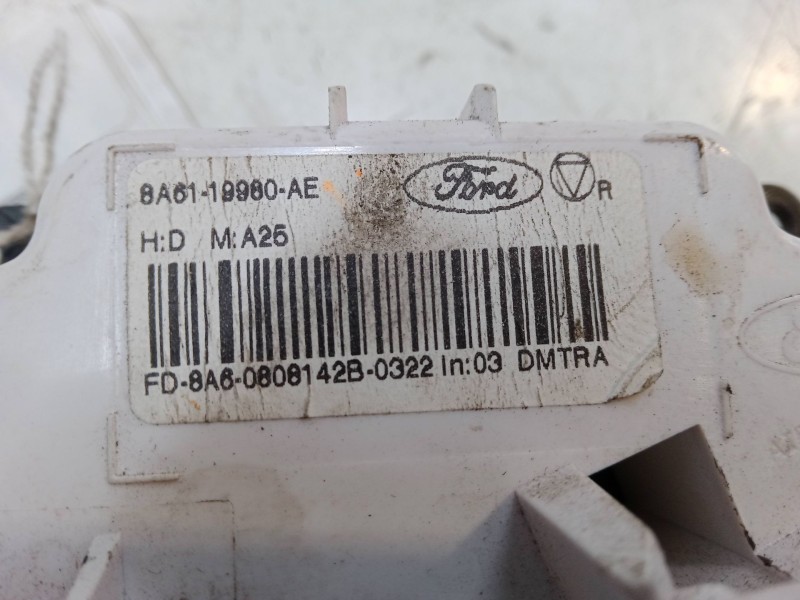 8A61-19980-AE
Ford
R
H:D M:A25
FD-8A6-0808142B-0322 In:03 DMTRA